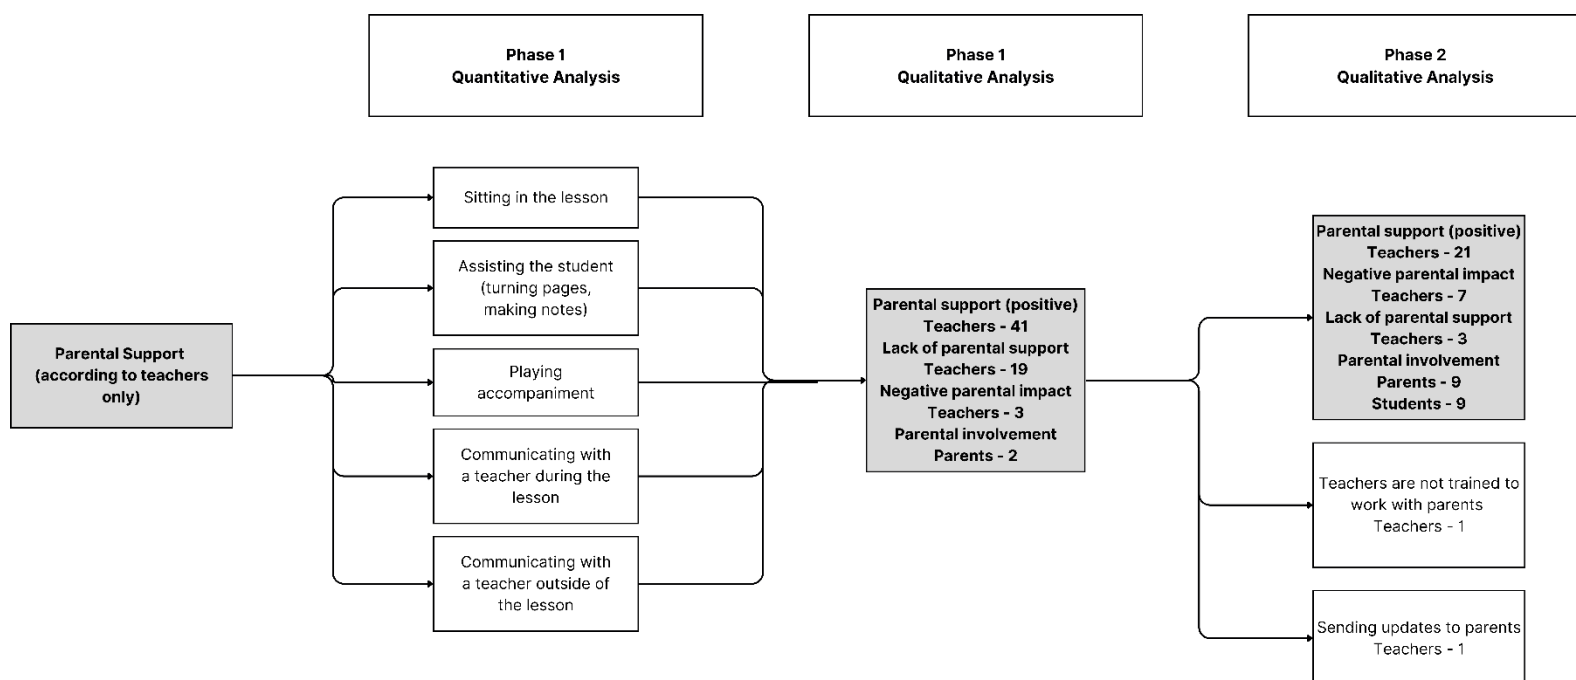 Phase 1
Quantitative Analysis
Phase 1
Qualitative Analysis
Phase 2
Qualitative Analysis
Parental Support
(according to teachers
only)
Sitting in the lesson
Assisting the student
(turning pages,
making notes)
Playing
accompaniment
Communicating with
a teacher during the
lesson
Communicating with
a teacher outside of
the lesson
Parental support (positive)
Teachers - 41
Lack of parental support
Teachers - 19
Negative parental impact
Teachers - 3
Parental involvement
Parents - 2
Parental support (positive)
Teachers - 21
Negative parental impact
Teachers - 7
Lack of parental support
Teachers - 3
Parental involvement
Parents - 9
Students - 9
Teachers are not trained to
work with parents
Teachers - 1
Sending updates to parents
Teachers - 1